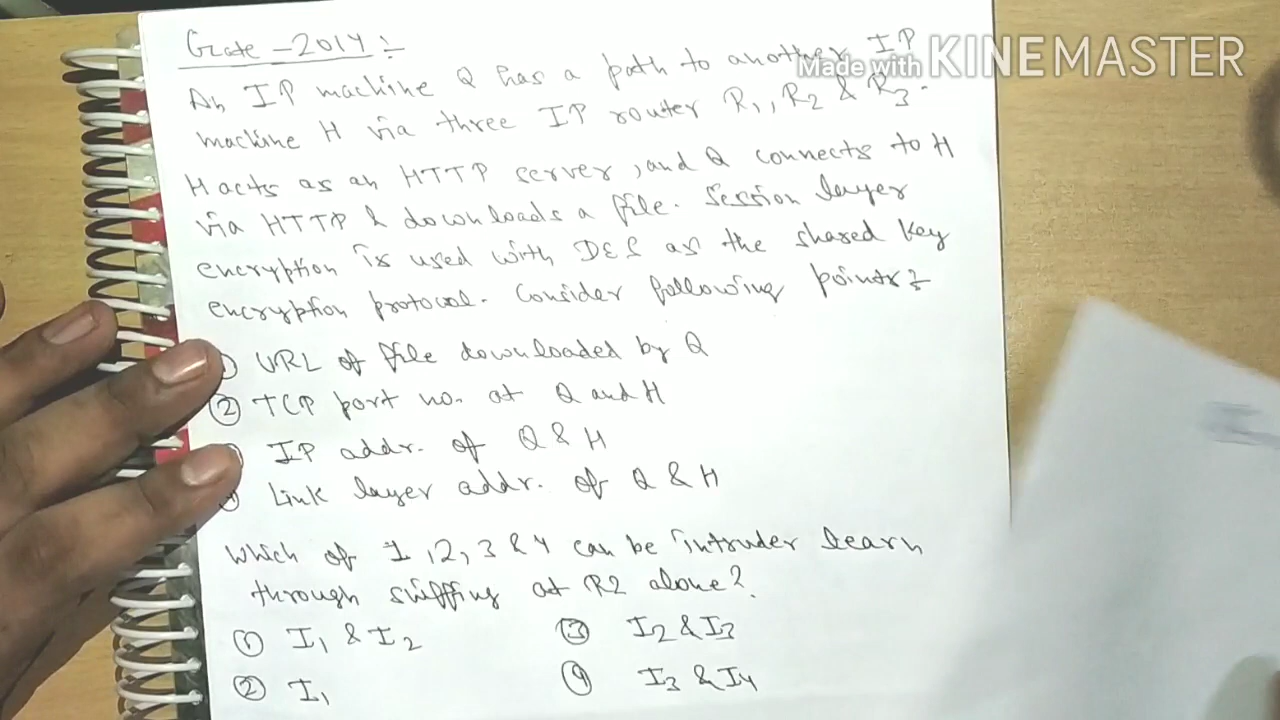 Gate - 2014 :-
An IP machine Q has a path to another IP
Made with KINEMASTER
machine H via three IP router R1, R2 & R3.
H acts as an HTTP server, and Q connects to H
via HTTP & downloads a file. Session layer
encryption is used with DES as the shared key
encryption protocol. Consider following points :-
① URL of file downloaded by Q
② TCP port no. at Q and H
IP addr. of Q & H
Link layer addr. of Q & H
Which of 1, 2, 3 & 4 can be intruder learn
through sniffing at R2 alone?
① I1 & I2
③ I2 & I3
② I1
④ I3 & I4